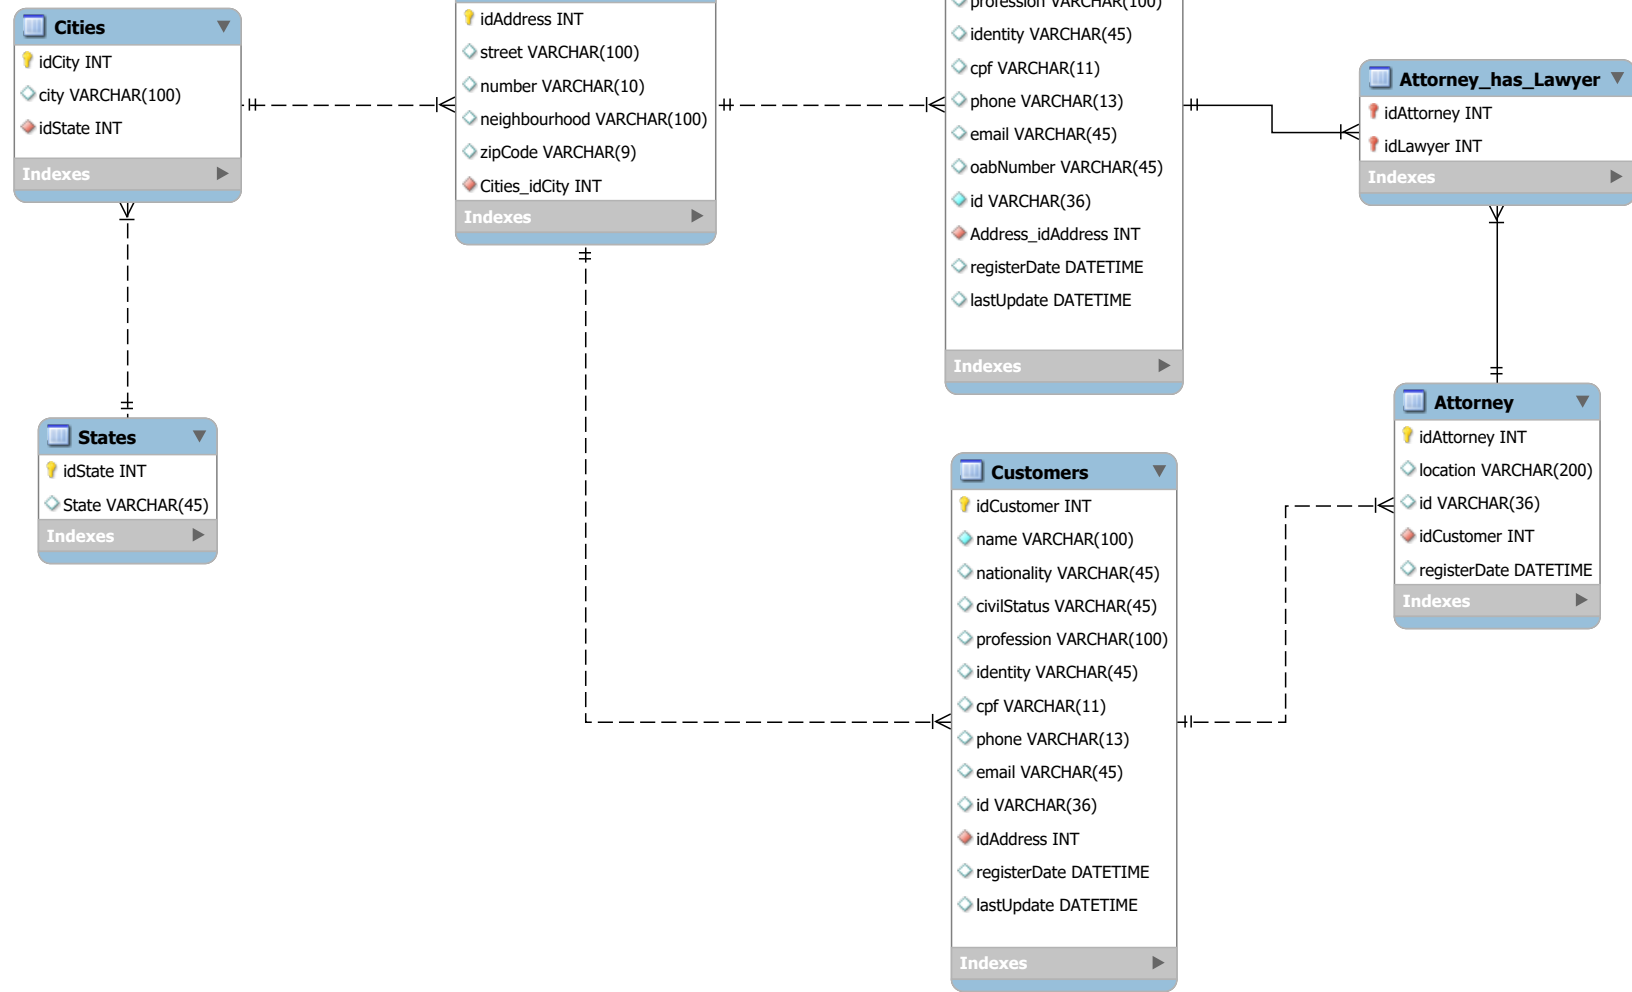 Cities
idCity INT
city VARCHAR(100)
idState INT
Indexes
idAddress INT
street VARCHAR(100)
number VARCHAR(10)
neighbourhood VARCHAR(100)
zipCode VARCHAR(9)
Cities_idCity INT
Indexes
profession VARCHAR(100)
identity VARCHAR(45)
cpf VARCHAR(11)
phone VARCHAR(13)
email VARCHAR(45)
oabNumber VARCHAR(45)
id VARCHAR(36)
Address_idAddress INT
registerDate DATETIME
lastUpdate DATETIME
Indexes
Attorney_has_Lawyer
idAttorney INT
idLawyer INT
Indexes
States
idState INT
State VARCHAR(45)
Indexes
Customers
idCustomer INT
name VARCHAR(100)
nationality VARCHAR(45)
civilStatus VARCHAR(45)
profession VARCHAR(100)
identity VARCHAR(45)
cpf VARCHAR(11)
phone VARCHAR(13)
email VARCHAR(45)
id VARCHAR(36)
idAddress INT
registerDate DATETIME
lastUpdate DATETIME
Indexes
Attorney
idAttorney INT
location VARCHAR(200)
id VARCHAR(36)
idCustomer INT
registerDate DATETIME
Indexes